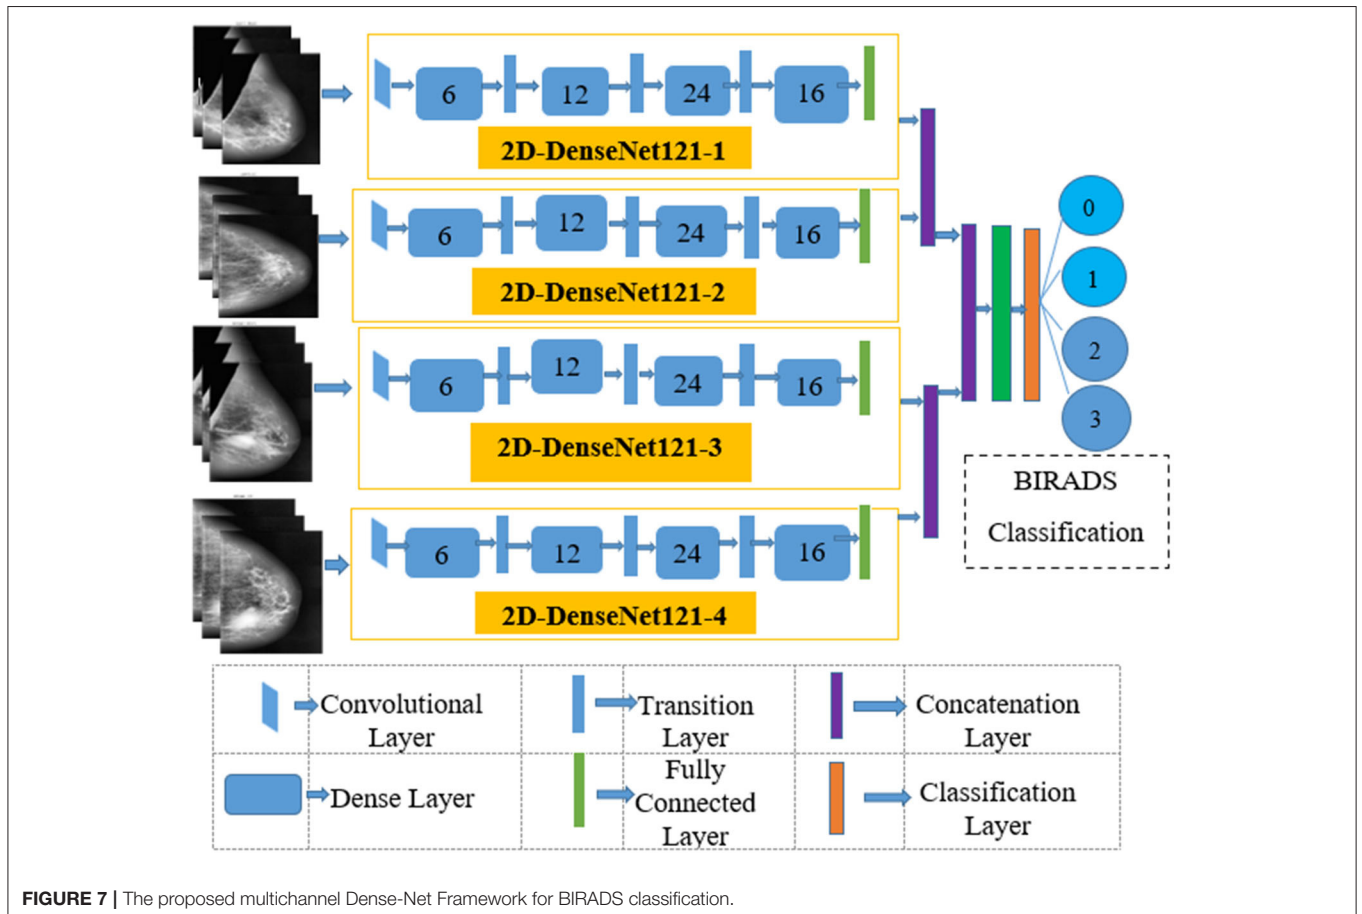 6
12
24
16
2D-DenseNet121-1
6
12
24
16
2D-DenseNet121-2
6
12
24
16
2D-DenseNet121-3
6
12
24
16
2D-DenseNet121-4
0
1
2
3
BIRADS
Classification
Convolutional
Layer
Transition
Layer
Concatenation
Layer
Dense Layer
Fully
Connected
Layer
Classification
Layer
FIGURE 7 | The proposed multichannel Dense-Net Framework for BIRADS classification.